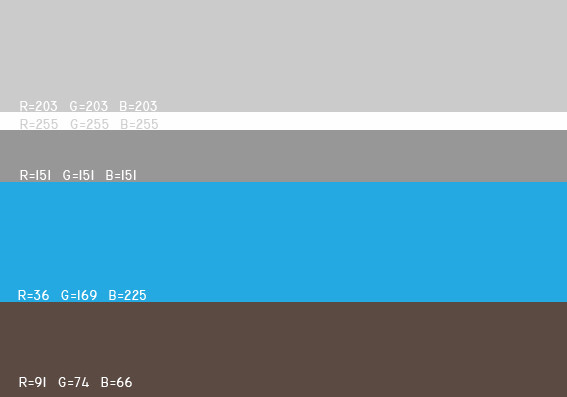 R=203 G=203 B=203
R=255 G=255 B=255
R=151 G=151 B=151
R=36 G=169 B=225
R=91 G=74 B=66